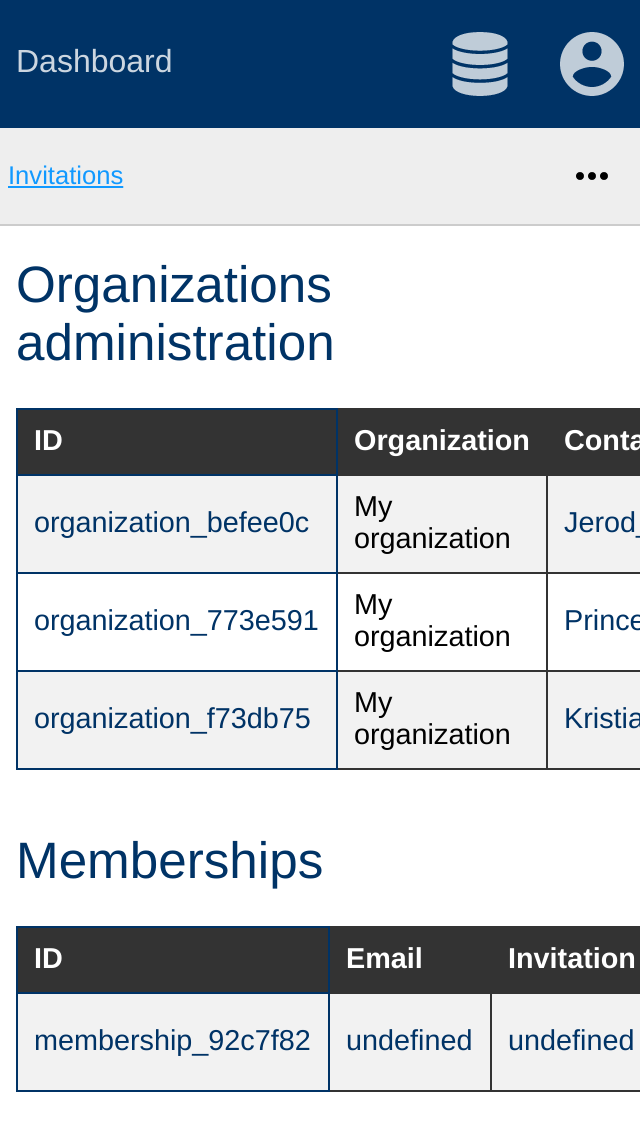 Dashboard
Invitations
Organizations
administration
ID Organization Conta
organization_befee0c My organization Jerod_
organization_773e591 My organization Prince
organization_f73db75 My organization Kristia
Memberships
ID Email Invitation
membership_92c7f82 undefined undefined